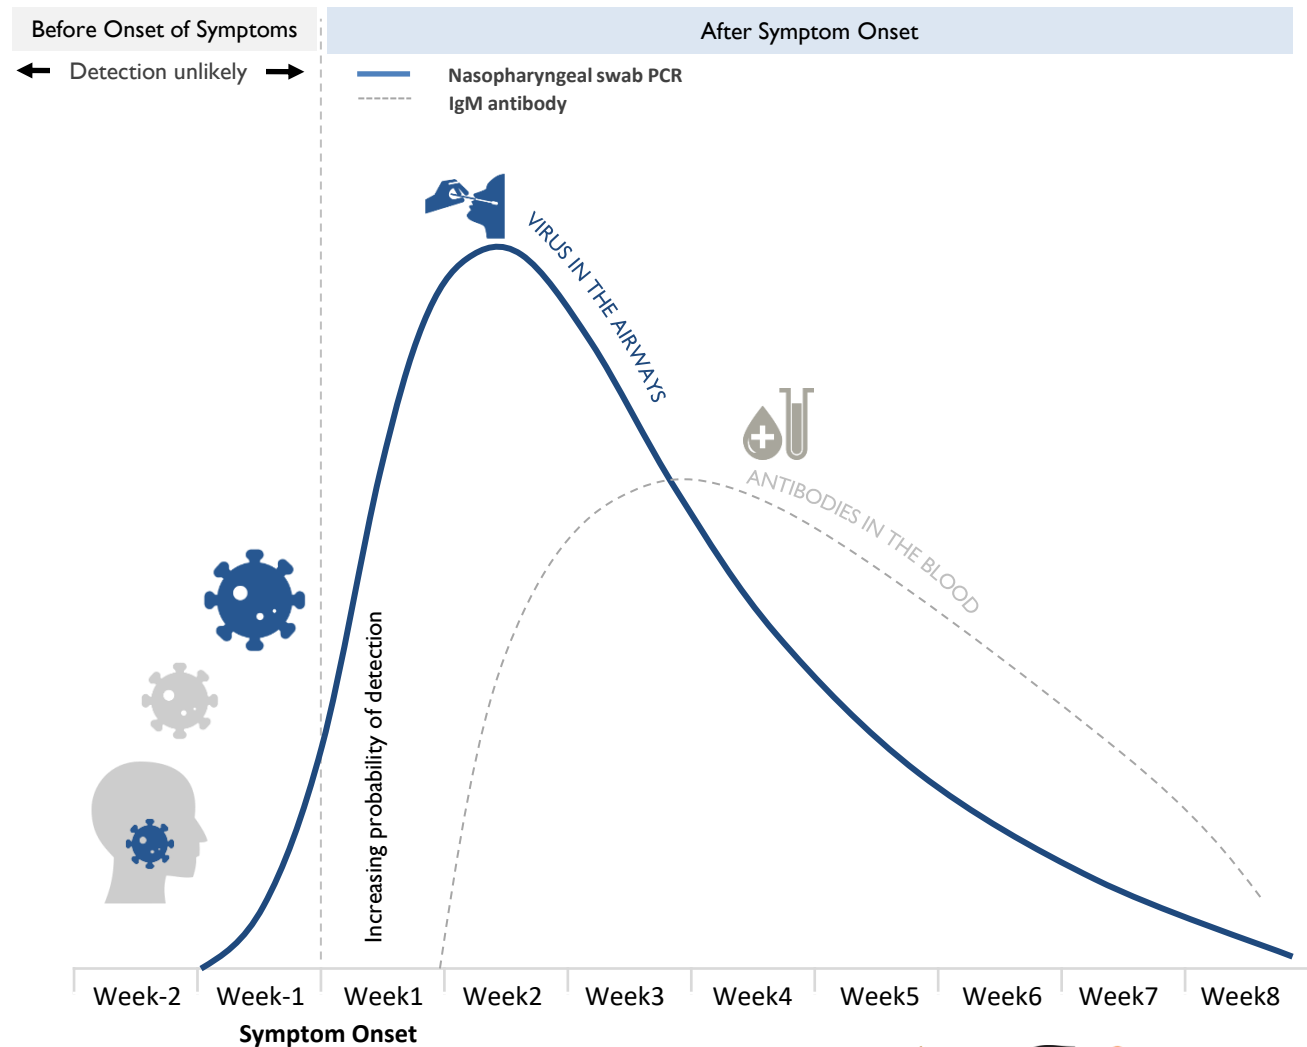 Before Onset of Symptoms
After Symptom Onset
Detection unlikely
Nasopharyngeal swab PCR
IgM antibody
VIRUS IN THE AIRWAYS
ANTIBODIES IN THE BLOOD
Increasing probability of detection
Week-2
Week-1
Week1
Week2
Week3
Week4
Week5
Week6
Week7
Week8
Symptom Onset